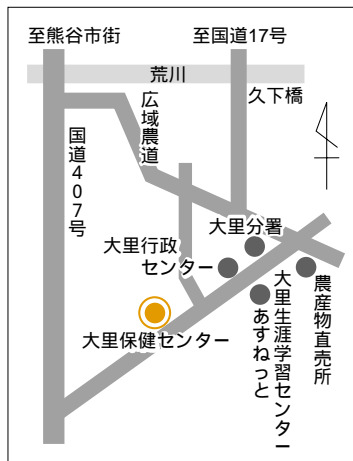 至熊谷市街
至国道17号
荒川
久下橋
広域農道
国道407号
大里分署
大里行政
センター
大里保健センター
農産物直売所
大里生涯学習センター
あすねっと